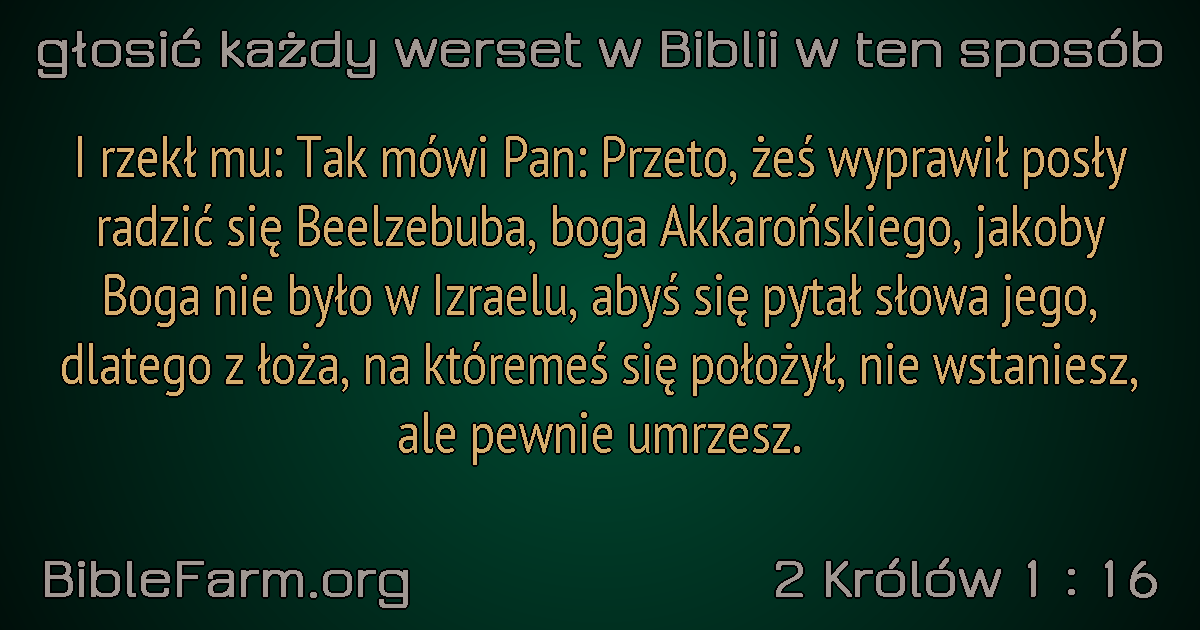 głosić każdy werset w Biblii w ten sposób
I rzekł mu: Tak mówi Pan: Przeto, żeś wyprawił posły
radzić się Beelzebuba, boga Akkarońskiego, jakoby
Boga nie było w Izraelu, abyś się pytał słowa jego,
dlatego z łoża, na któremeś się położył, nie wstaniesz,
ale pewnie umrzesz.
BibleFarm.org
2 Królów 1 : 16